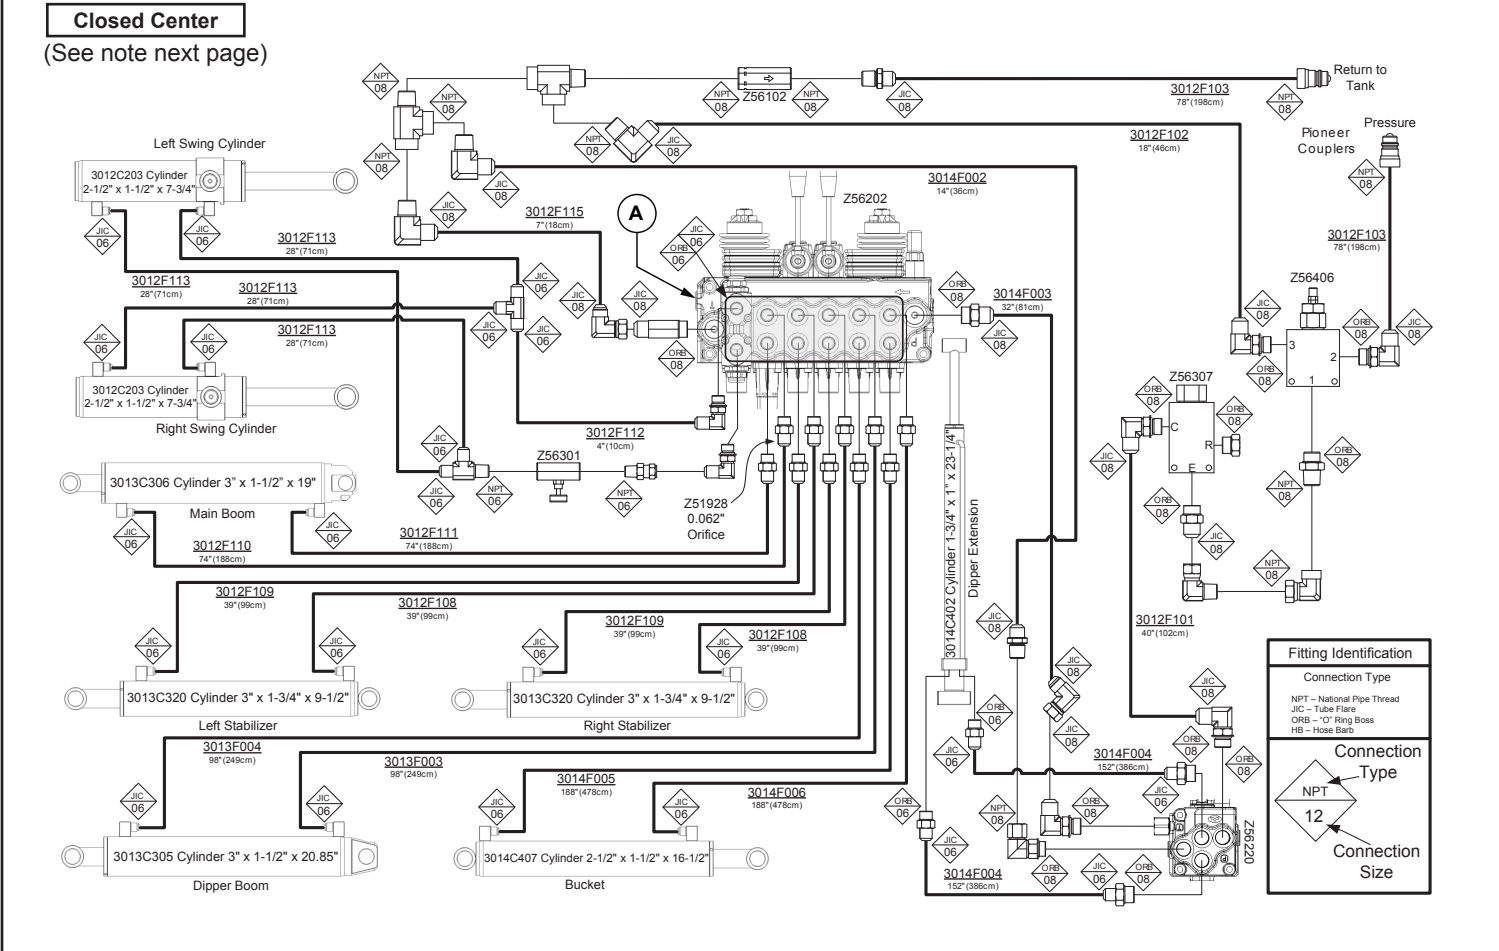 Closed Center
(See note next page)
NPT
08
NPT
08
NPT
08
Z56102
NPT
08
JIC
08
3012F103
78"(198cm)
NPT
08
Return to
Tank
NPT
08
JIC
08
3012F102
18"(46cm)
Pioneer
Couplers
Pressure
NPT
08
NPT
08
JIC
08
3014F002
14"(36cm)
Left Swing Cylinder
3012C203 Cylinder
2-1/2" x 1-1/2" x 7-3/4"
JIC
06
JIC
06
3012F113
28"(71cm)
3012F113
28"(71cm)
3012F113
28"(71cm)
3012F113
28"(71cm)
JIC
08
3012F115
7"(18cm)
A
Z56202
JIC
06
ORB
06
JIC
06
JIC
06
JIC
06
JIC
08
JIC
08
ORB
08
T
P
ORB
08
3014F003
32"(81cm)
JIC
08
3012F103
78"(198cm)
Z56406
JIC
08
ORB
08
JIC
08
3
2
1
ORB
08
JIC
06
JIC
06
3012C203 Cylinder
2-1/2" x 1-1/2" x 7-3/4"
Right Swing Cylinder
3012F112
4"(10cm)
JIC
06
Z56301
JIC
06
NPT
06
NPT
06
Z56307
ORB
08
ORB
08
C
R
E
JIC
08
ORB
08
NPT
08
ORB
08
JIC
08
NPT
08
3013C306 Cylinder 3" x 1-1/2" x 19"
Main Boom
JIC
06
JIC
06
3012F110
74"(188cm)
3012F111
74"(188cm)
Z51928
0.062"
Orifice
3014C402 Cylinder 1-3/4" x 1" x 23-1/4"
Dipper Extension
3012F109
39"(99cm)
3012F108
39"(99cm)
3012F109
39"(99cm)
3012F108
39"(99cm)
JIC
06
JIC
06
JIC
06
JIC
06
JIC
08
3012F101
40"(102cm)
3013C320 Cylinder 3" x 1-3/4" x 9-1/2"
Left Stabilizer
3013C320 Cylinder 3" x 1-3/4" x 9-1/2"
Right Stabilizer
JIC
08
JIC
08
ORB
06
JIC
06
JIC
08
ORB
08
ORB
08
3013F004
98"(249cm)
3013F003
98"(249cm)
3014F005
188"(478cm)
3014F006
188"(478cm)
3014F004
152"(386cm)
JIC
06
JIC
06
JIC
06
JIC
06
JIC
06
ORB
06
NPT
08
ORB
08
JIC
06
T
P
Z56220
3013C305 Cylinder 3" x 1-1/2" x 20.85"
Dipper Boom
3014C407 Cylinder 2-1/2" x 1-1/2" x 16-1/2"
Bucket
JIC
06
3014F004
152"(386cm)
ORB
08
JIC
06
ORB
08
Fitting Identification
Connection Type
NPT – National Pipe Thread
JIC – Tube Flare
ORB – "O" Ring Boss
HB – Hose Barb
Connection
Type
NPT
12
Connection
Size